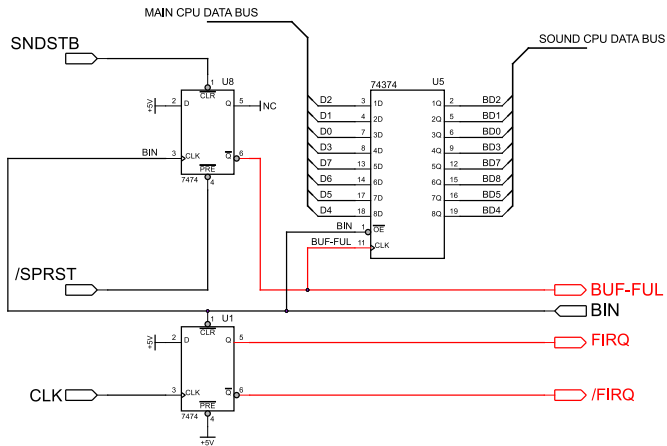 MAIN CPU DATA BUS
SOUND CPU DATA BUS
SNDSTB
U8
1
CLR
+5V 2 D Q 5 NC
BIN 3 CLK Q 6
PRE
7474 4
74374 U5
D2 3 1D 1Q 2 BD2
D1 4 2D 2Q 5 BD1
D0 7 3D 3Q 6 BD0
D3 8 4D 4Q 9 BD3
D7 13 5D 5Q 12 BD7
D6 14 6D 6Q 15 BD8
D5 17 7D 7Q 16 BD5
D4 18 8D 8Q 19 BD4
BIN 1 OE
BUF-FUL 11 CLK
/SPRST
BUF-FUL
BIN
U1
1
CLR
+5V 2 D Q 5 FIRQ
CLK 3 CLK Q 6 /FIRQ
PRE
7474 4
+5V